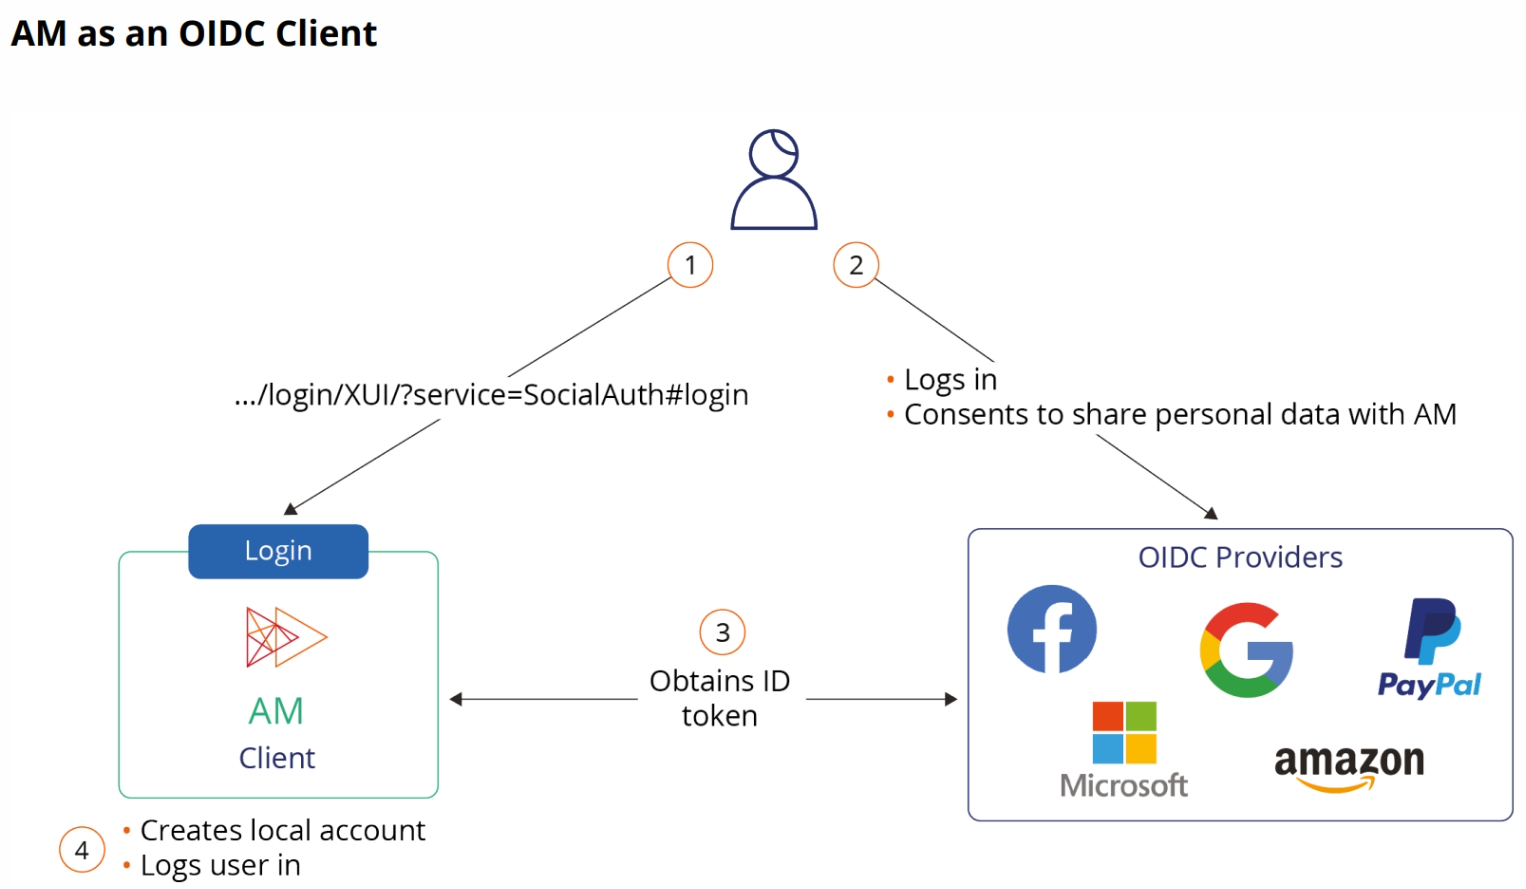 AM as an OIDC Client
1
2
.../login/XUI/?service=SocialAuth#login
• Logs in
• Consents to share personal data with AM
Login
OIDC Providers
AM
Client
3
Obtains ID
token
f
G
PayPal
Microsoft
amazon
4
• Creates local account
• Logs user in